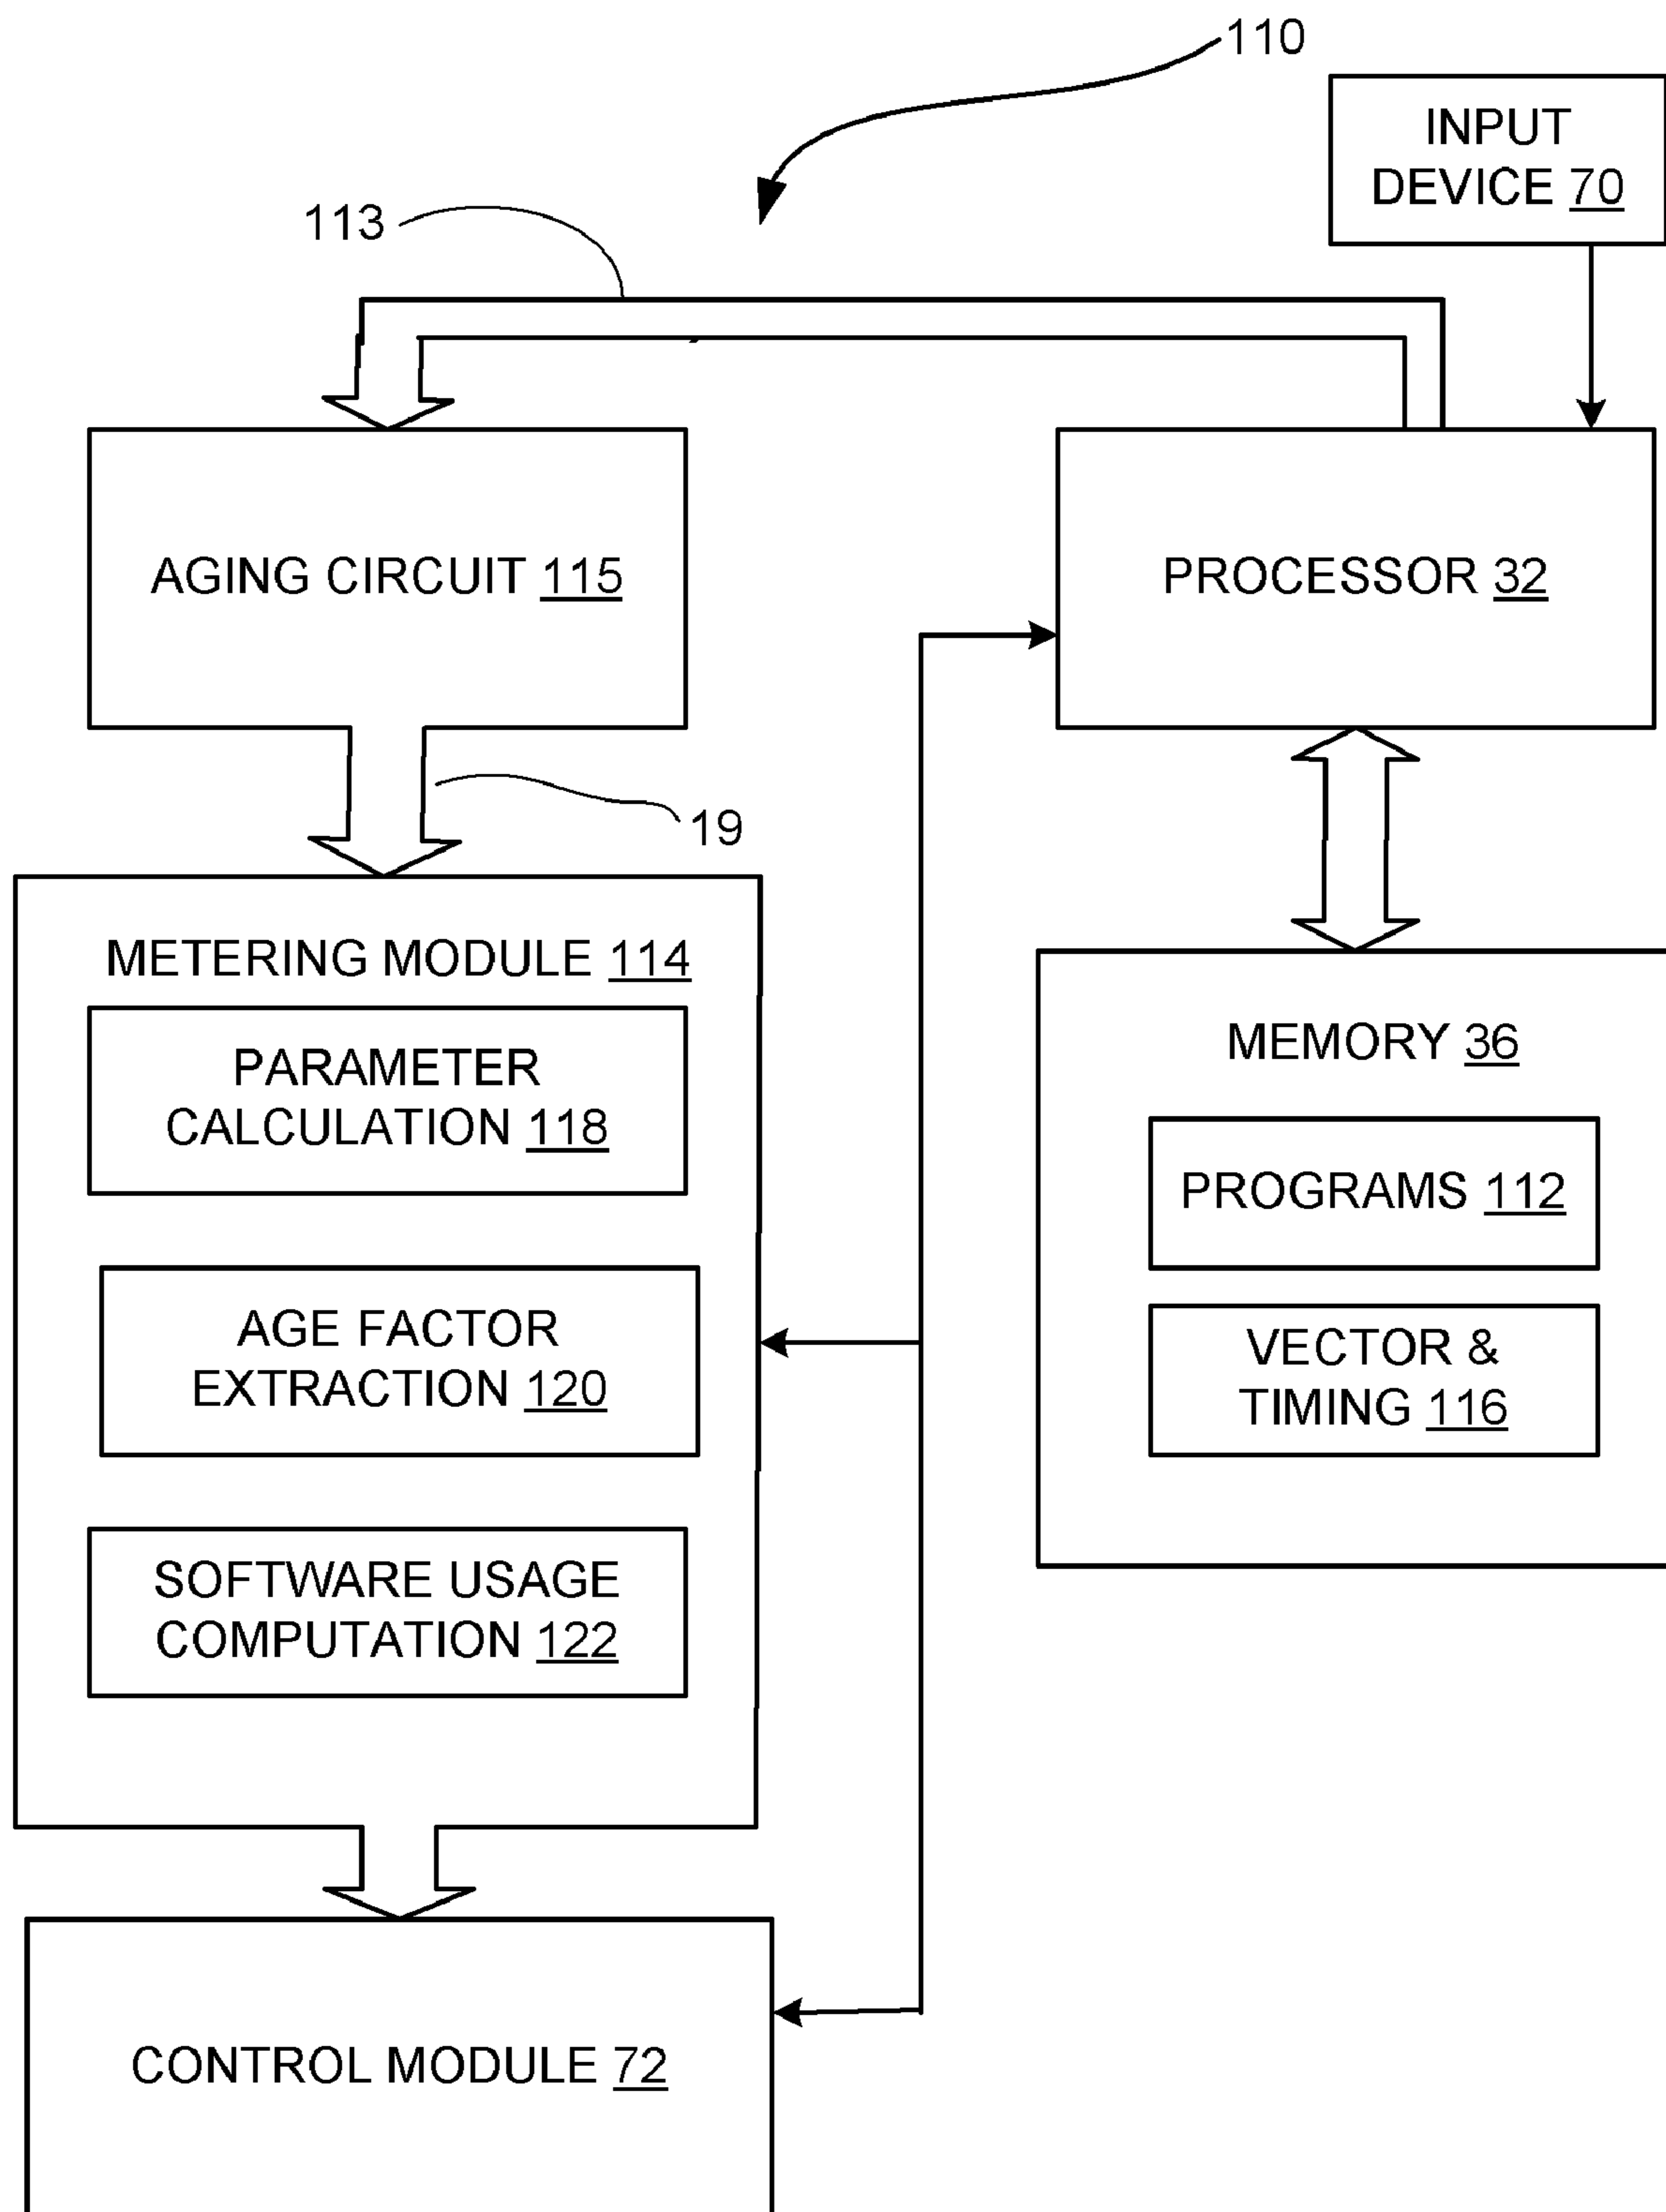 110
INPUT
DEVICE 70
113
AGING CIRCUIT 115
PROCESSOR 32
19
METERING MODULE 114
PARAMETER
CALCULATION 118
AGE FACTOR
EXTRACTION 120
SOFTWARE USAGE
COMPUTATION 122
MEMORY 36
PROGRAMS 112
VECTOR &
TIMING 116
CONTROL MODULE 72